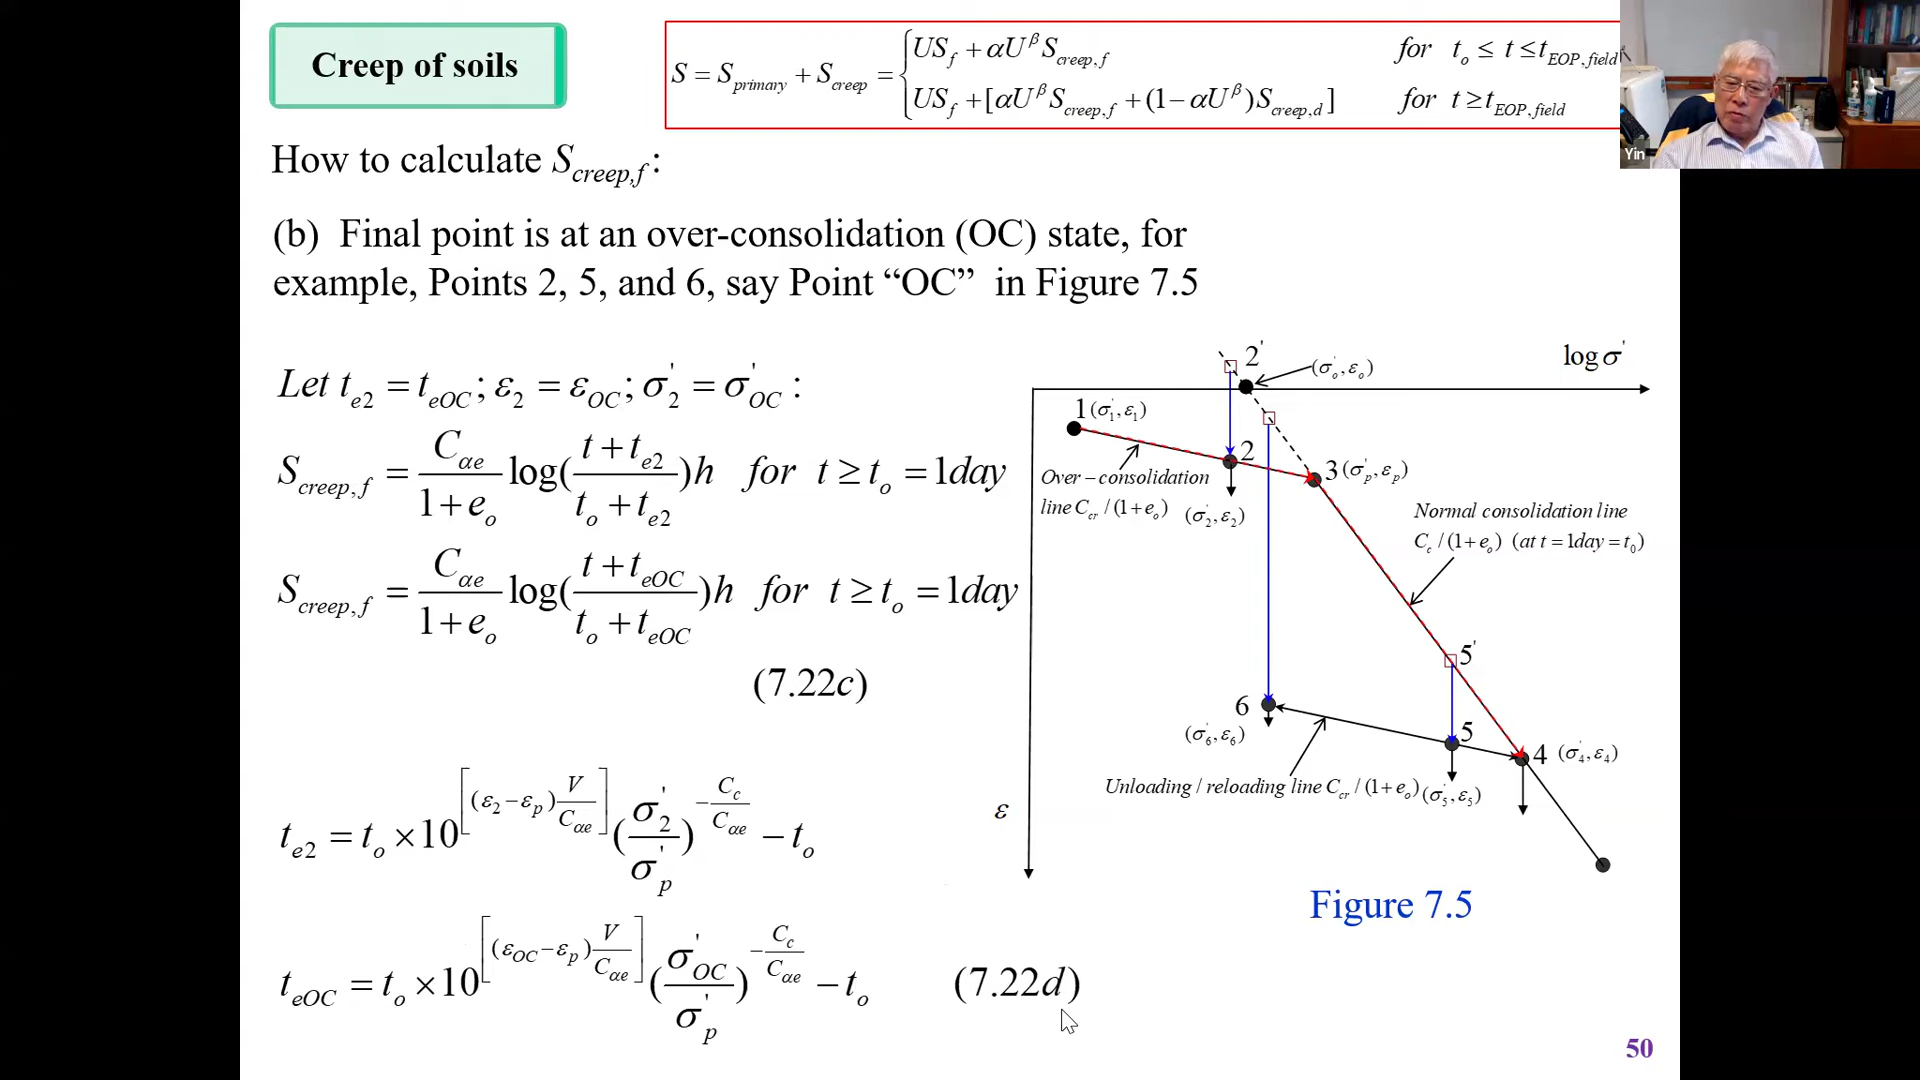 Creep of soils
S = S_primary + S_creep = { US_f + αU^β S_creep,f for t_o ≤ t ≤ t_EOP,field
US_f + [αU^β S_creep,f + (1 − αU^β) S_creep,d] for t ≥ t_EOP,field
Yin
How to calculate S_creep,f:
(b) Final point is at an over-consolidation (OC) state, for
example, Points 2, 5, and 6, say Point “OC” in Figure 7.5
Let t_e2 = t_eOC; ε_2 = ε_OC; σ'_2 = σ'_OC :
S_creep,f = C_αe / (1 + e_o) log( (t + t_e2) / (t_o + t_e2) )h for t ≥ t_o = 1day
S_creep,f = C_αe / (1 + e_o) log( (t + t_eOC) / (t_o + t_eOC) )h for t ≥ t_o = 1day
(7.22c)
t_e2 = t_o × 10^[(ε_2 − ε_p) V / C_αe] (σ'_2 / σ'_p)^(−C_c / C_αe) − t_o
t_eOC = t_o × 10^[(ε_OC − ε_p) V / C_αe] (σ'_OC / σ'_p)^(−C_c / C_αe) − t_o (7.22d)
log σ'
2'
(σ'_o, ε_o)
1 (σ'_1, ε_1)
2
3 (σ'_p, ε_p)
Over − consolidation
line C_cr / (1 + e_o)
(σ'_2, ε_2)
Normal consolidation line
C_c / (1 + e_o) (at t = 1day = t_0)
5'
6
(σ'_6, ε_6)
5
4 (σ'_4, ε_4)
Unloading / reloading line C_cr / (1 + e_o)
(σ'_5, ε_5)
ε
Figure 7.5
50